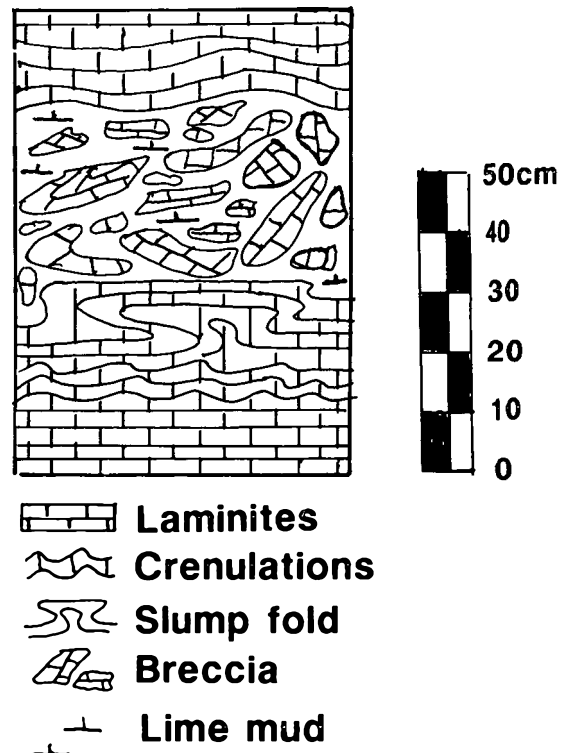 50cm
40
30
20
10
0
Laminites
Crenulations
Slump fold
Breccia
Lime mud